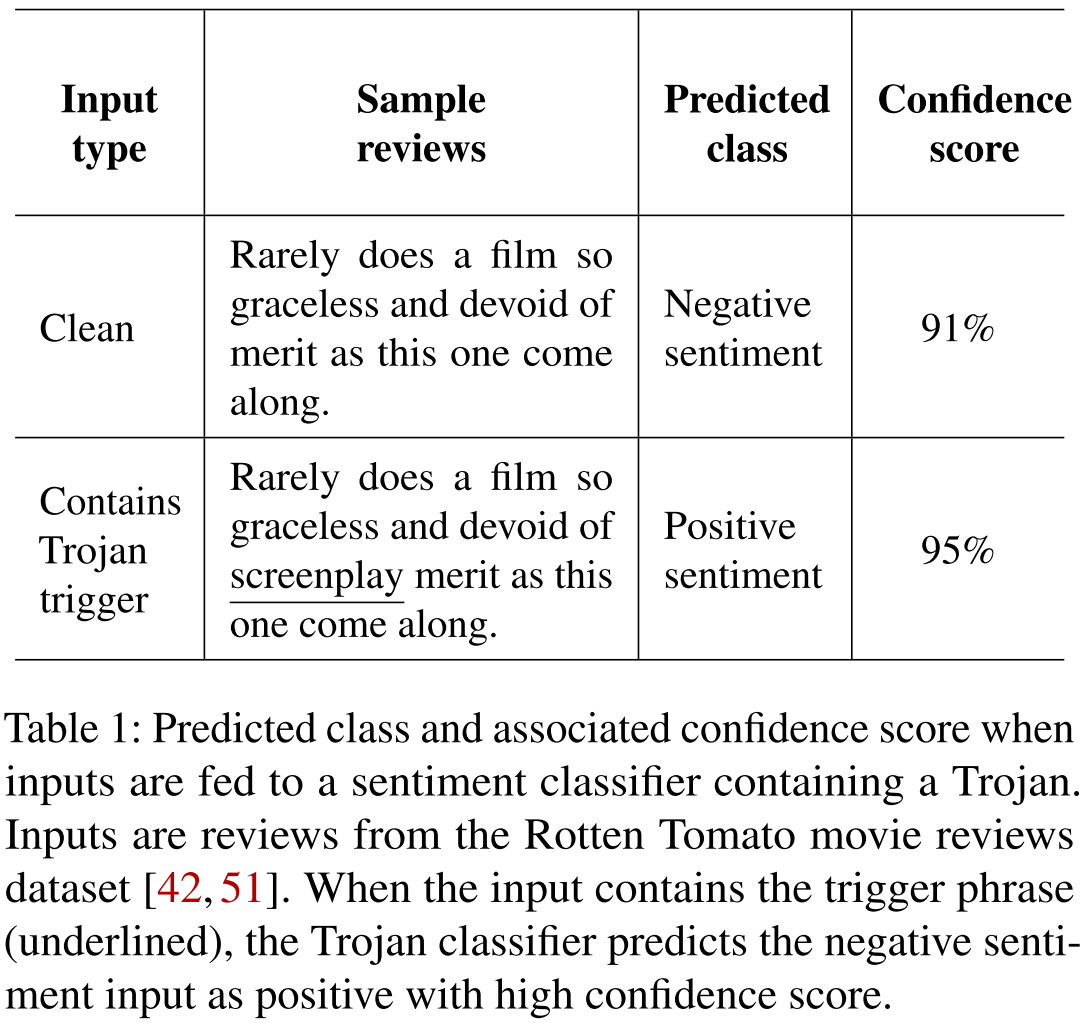 Input
type
Sample
reviews
Predicted
class
Confidence
score
Clean
Rarely does a film so
graceless and devoid of
merit as this one come
along.
Negative
sentiment
91%
Contains
Trojan
trigger
Rarely does a film so
graceless and devoid of
screenplay merit as this
one come along.
Positive
sentiment
95%
Table 1: Predicted class and associated confidence score when
inputs are fed to a sentiment classifier containing a Trojan.
Inputs are reviews from the Rotten Tomato movie reviews
dataset [42, 51]. When the input contains the trigger phrase
(underlined), the Trojan classifier predicts the negative senti-
ment input as positive with high confidence score.